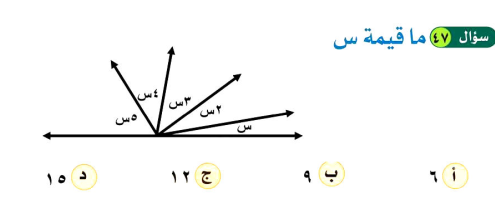 سؤال ٤٧ ما قيمة س
٥س ٤س ٣س ٢س س
أ ٦ ب ٩ ج ١٢ د ١٥